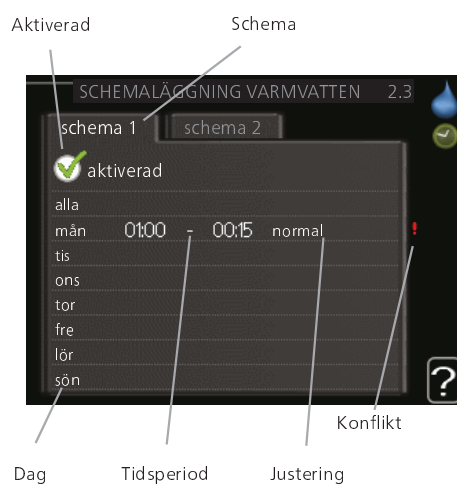 Aktiverad Schema
SCHEMALÄGGNING VARMVATTEN 2.3
schema 1 schema 2
aktiverad
alla
mån 01:00 - 00:15 normal !
tis
ons
tor
fre
lör
sön
?
Konflikt
Dag Tidsperiod Justering